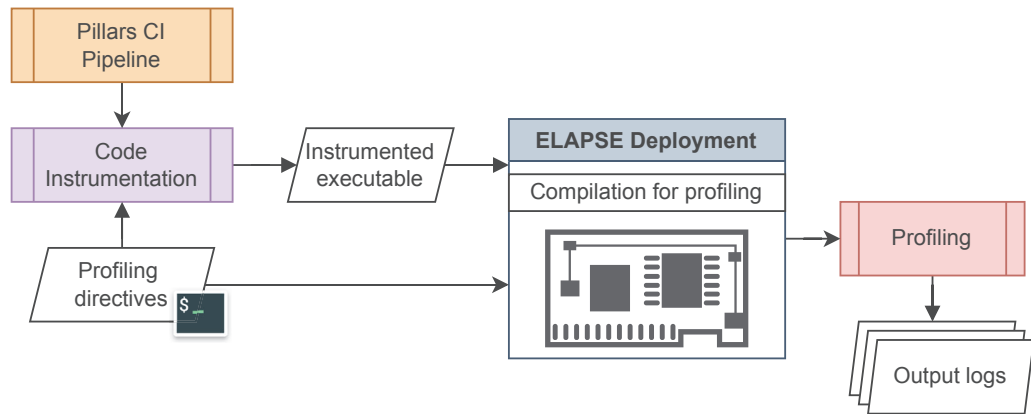 Pillars CI
Pipeline
Code
Instrumentation
Instrumented
executable
ELAPSE Deployment
Compilation for profiling
Profiling
Profiling
directives
$
Output logs